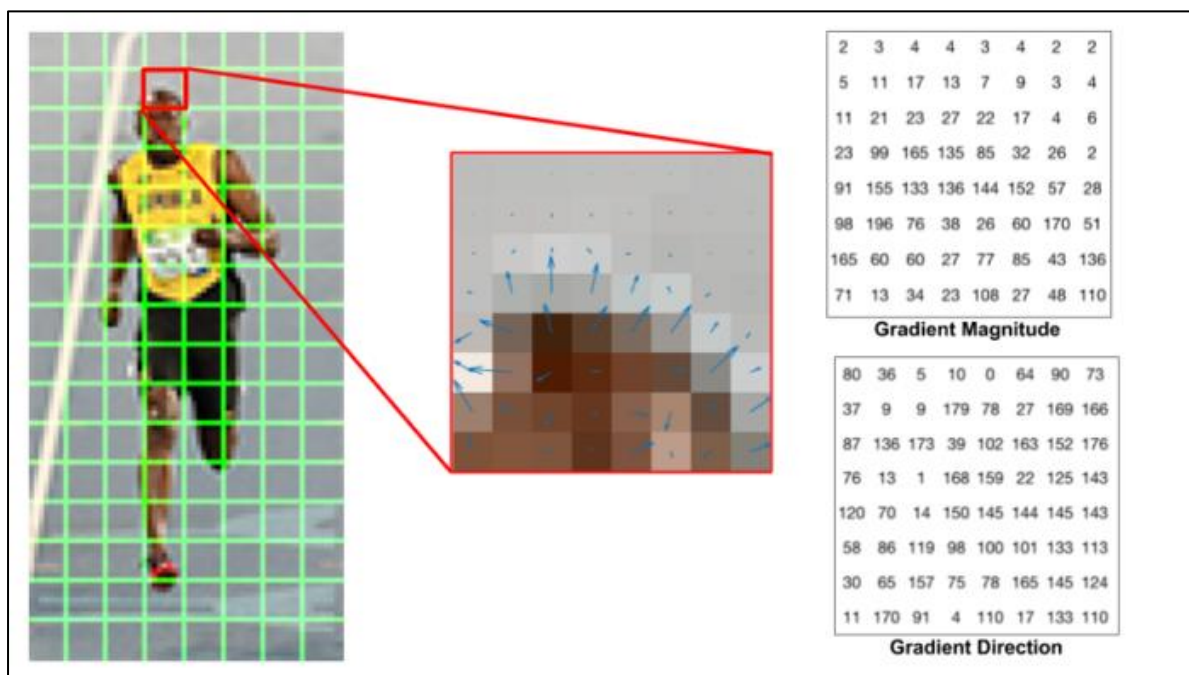 2 3 4 4 3 4 2 2
5 11 17 13 7 9 3 4
11 21 23 27 22 17 4 6
23 99 165 135 85 32 26 2
91 155 133 136 144 152 57 28
98 196 76 38 26 60 170 51
165 60 60 27 77 85 43 136
71 13 34 23 108 27 48 110
Gradient Magnitude
80 36 5 10 0 64 90 73
37 9 9 179 78 27 169 166
87 136 173 39 102 163 152 176
76 13 1 168 159 22 125 143
120 70 14 150 145 144 145 143
58 86 119 98 100 101 133 113
30 65 157 75 78 165 145 124
11 170 91 4 110 17 133 110
Gradient Direction